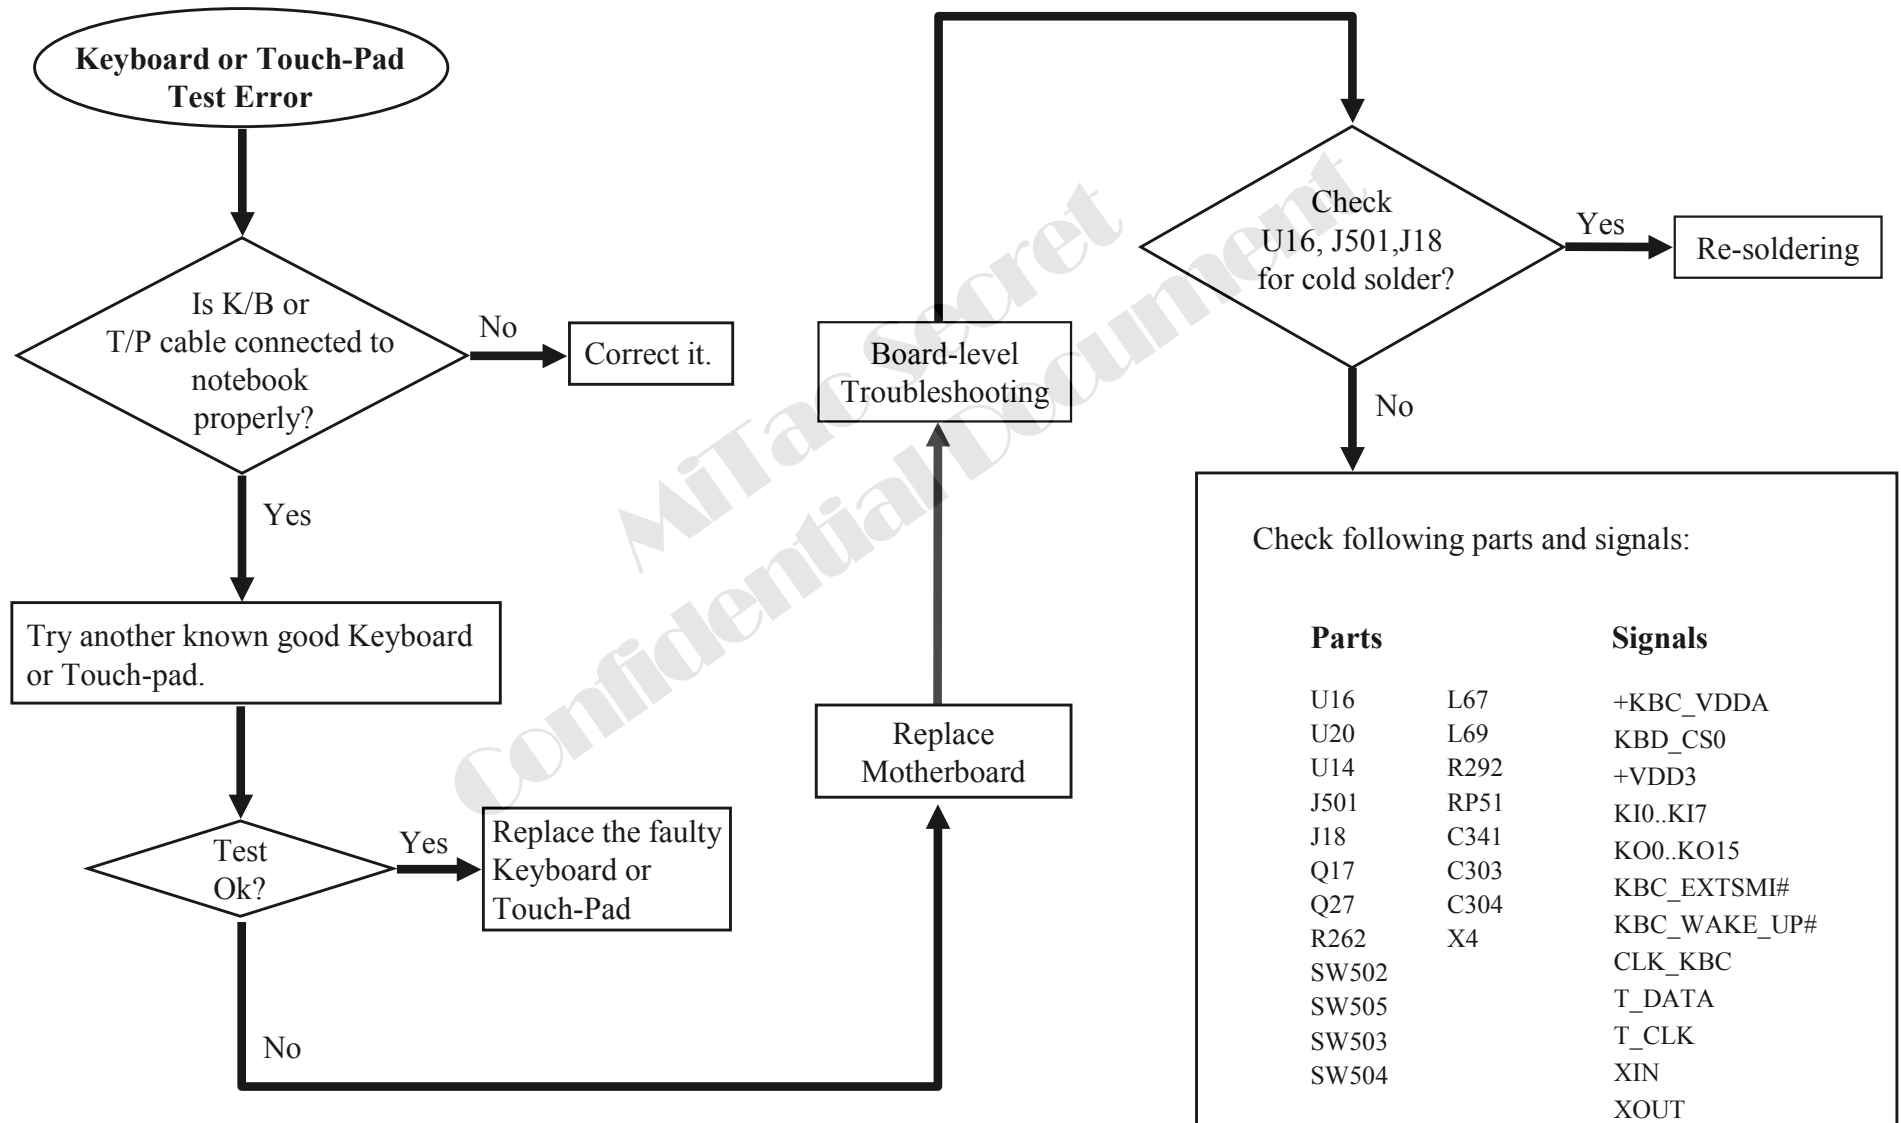 Keyboard or Touch-Pad
Test Error
Is K/B or
T/P cable connected to
notebook
properly?
No
Correct it.
Yes
Try another known good Keyboard
or Touch-pad.
Test
Ok?
Yes
Replace the faulty
Keyboard or
Touch-Pad
No
Replace
Motherboard
Board-level
Troubleshooting
Check
U16, J501,J18
for cold solder?
Yes
Re-soldering
No
Check following parts and signals:
Parts
U16
U20
U14
J501
J18
Q17
Q27
R262
SW502
SW505
SW503
SW504
L67
L69
R292
RP51
C341
C303
C304
X4
Signals
+KBC_VDDA
KBD_CS0
+VDD3
KI0..KI7
KO0..KO15
KBC_EXTSMI#
KBC_WAKE_UP#
CLK_KBC
T_DATA
T_CLK
XIN
XOUT
MiTac Secret
Confidential Document